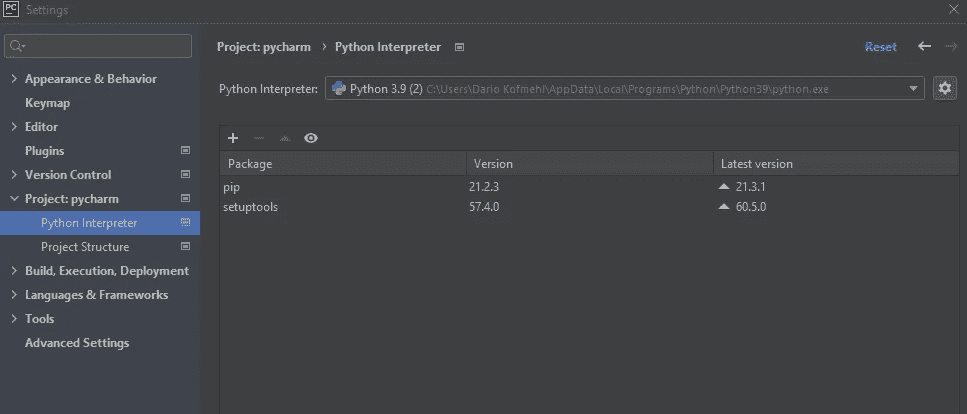 PC Settings
Project: pycharm › Python Interpreter Reset
Appearance & Behavior
Python Interpreter: Python 3.9 (2) C:\Users\Dario Kofmehl\AppData\Local\Programs\Python\Python39\python.exe
Keymap
Editor
Plugins
Version Control
Project: pycharm
Python Interpreter
Project Structure
Build, Execution, Deployment
Languages & Frameworks
Tools
Advanced Settings
Package Version Latest version
pip 21.2.3 21.3.1
setuptools 57.4.0 60.5.0